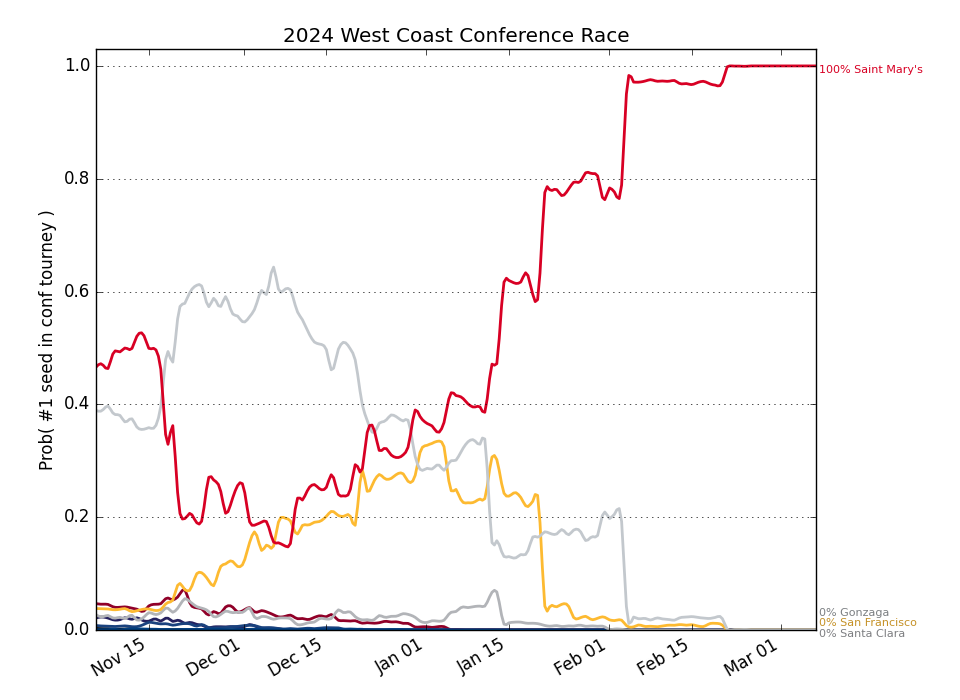 2024 West Coast Conference Race
Prob( #1 seed in conf tourney )
1.0
0.8
0.6
0.4
0.2
0.0
100% Saint Mary's
0% Gonzaga
0% San Francisco
0% Santa Clara
Nov 15
Dec 01
Dec 15
Jan 01
Jan 15
Feb 01
Feb 15
Mar 01